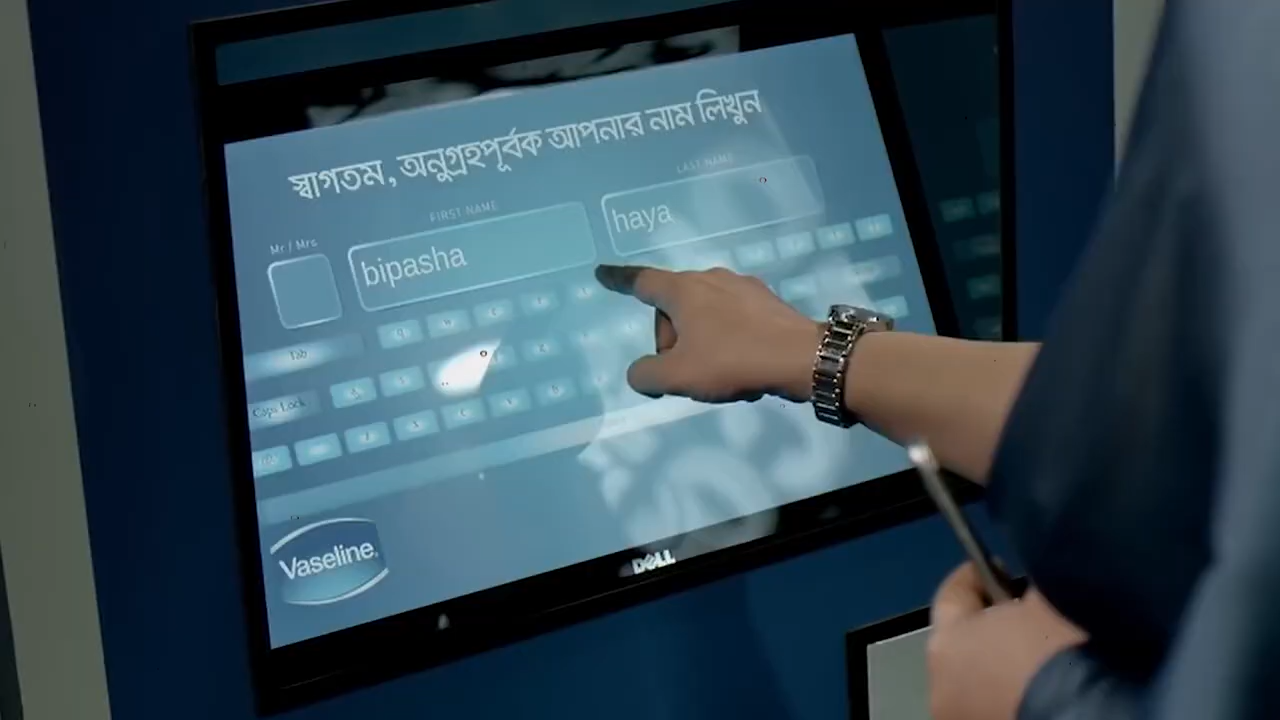 স্বাগতম, অনুগ্রহপূর্বক আপনার নাম লিখুন
Mr / Mrs
FIRST NAME
LAST NAME
bipasha
haya
Tab
Caps Lock
Vaseline
DELL